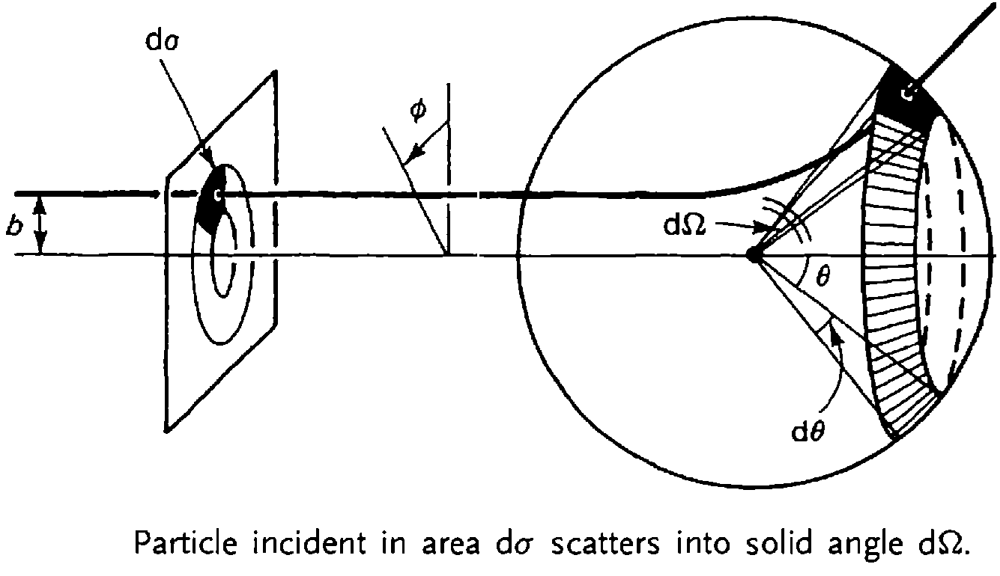 dσ
ϕ
b
dΩ
θ
dθ
Particle incident in area dσ scatters into solid angle dΩ.